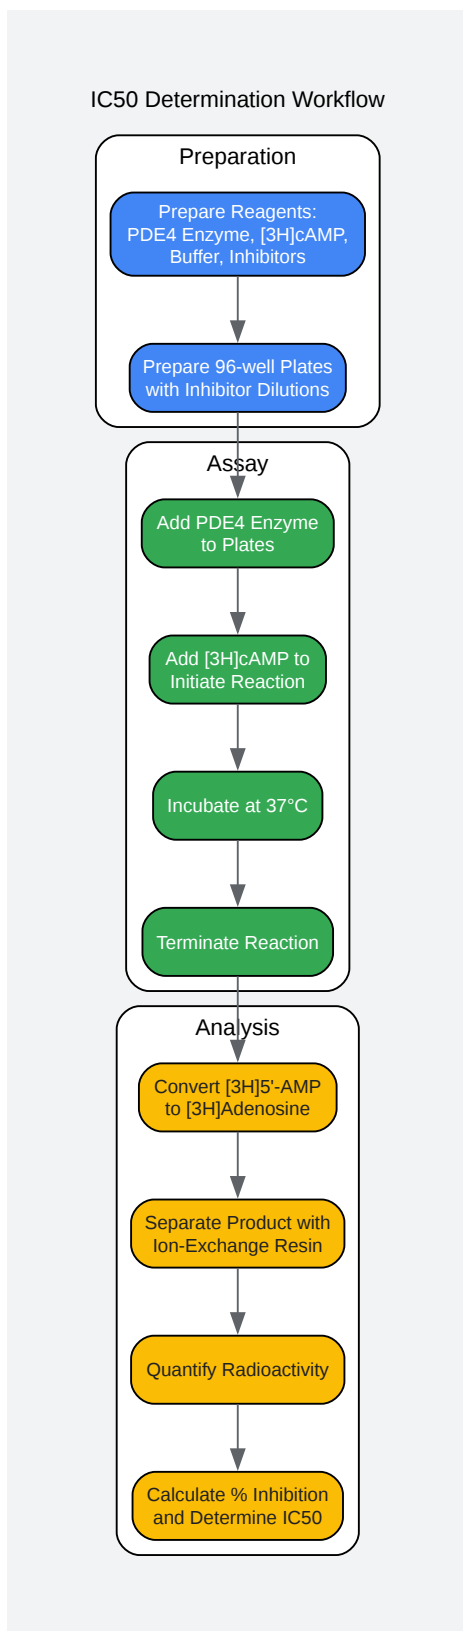 IC50 Determination Workflow
Preparation
Prepare Reagents:
PDE4 Enzyme, [3H]cAMP,
Buffer, Inhibitors
Prepare 96-well Plates
with Inhibitor Dilutions
Assay
Add PDE4 Enzyme
to Plates
Add [3H]cAMP to
Initiate Reaction
Incubate at 37°C
Terminate Reaction
Analysis
Convert [3H]5'-AMP
to [3H]Adenosine
Separate Product with
Ion-Exchange Resin
Quantify Radioactivity
Calculate % Inhibition
and Determine IC50